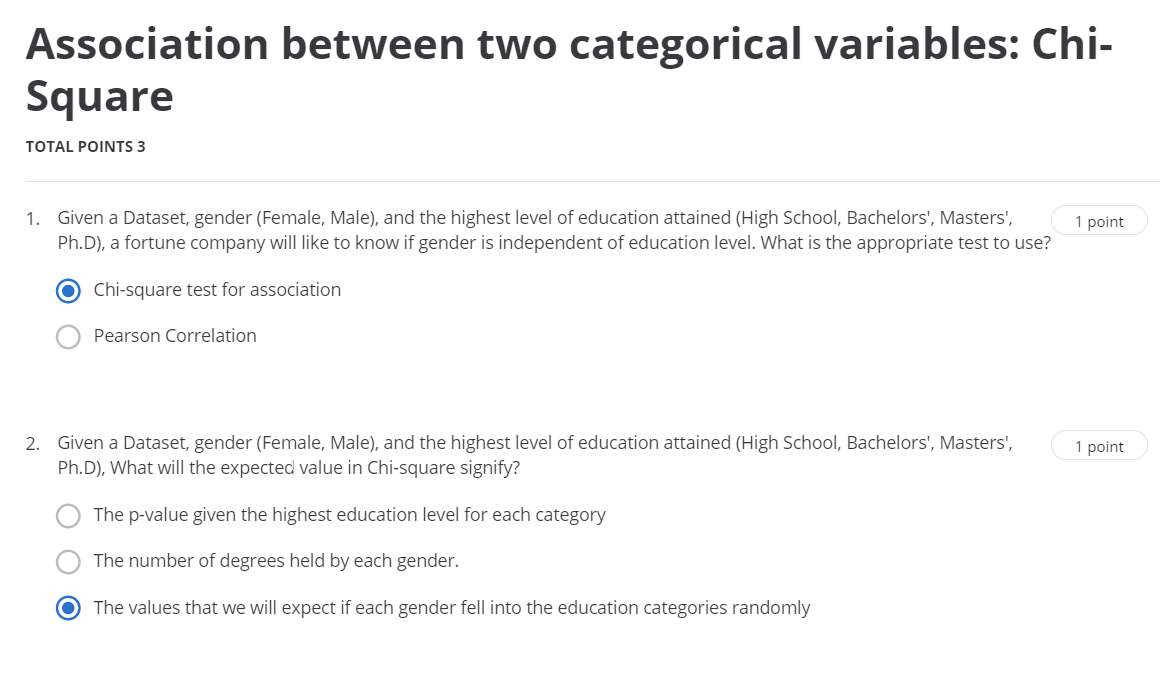 Association between two categorical variables: Chi-
Square
TOTAL POINTS 3
1. Given a Dataset, gender (Female, Male), and the highest level of education attained (High School, Bachelors', Masters',
Ph.D), a fortune company will like to know if gender is independent of education level. What is the appropriate test to use?
1 point
Chi-square test for association
Pearson Correlation
2. Given a Dataset, gender (Female, Male), and the highest level of education attained (High School, Bachelors', Masters',
Ph.D), What will the expected value in Chi-square signify?
1 point
The p-value given the highest education level for each category
The number of degrees held by each gender.
The values that we will expect if each gender fell into the education categories randomly